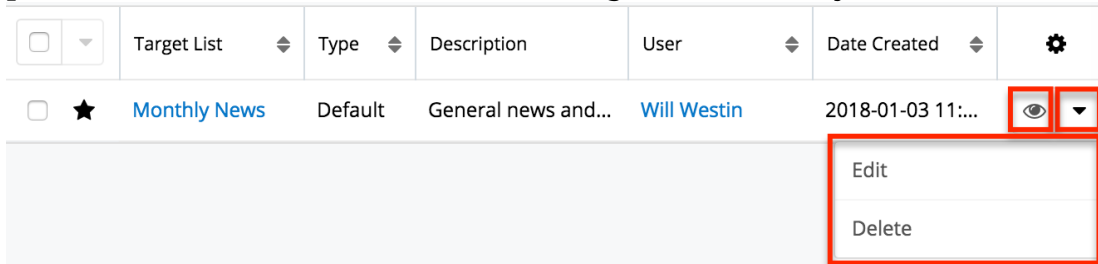 Target List Type Description User Date Created
Monthly News Default General news and... Will Westin 2018-01-03 11:...
Edit
Delete